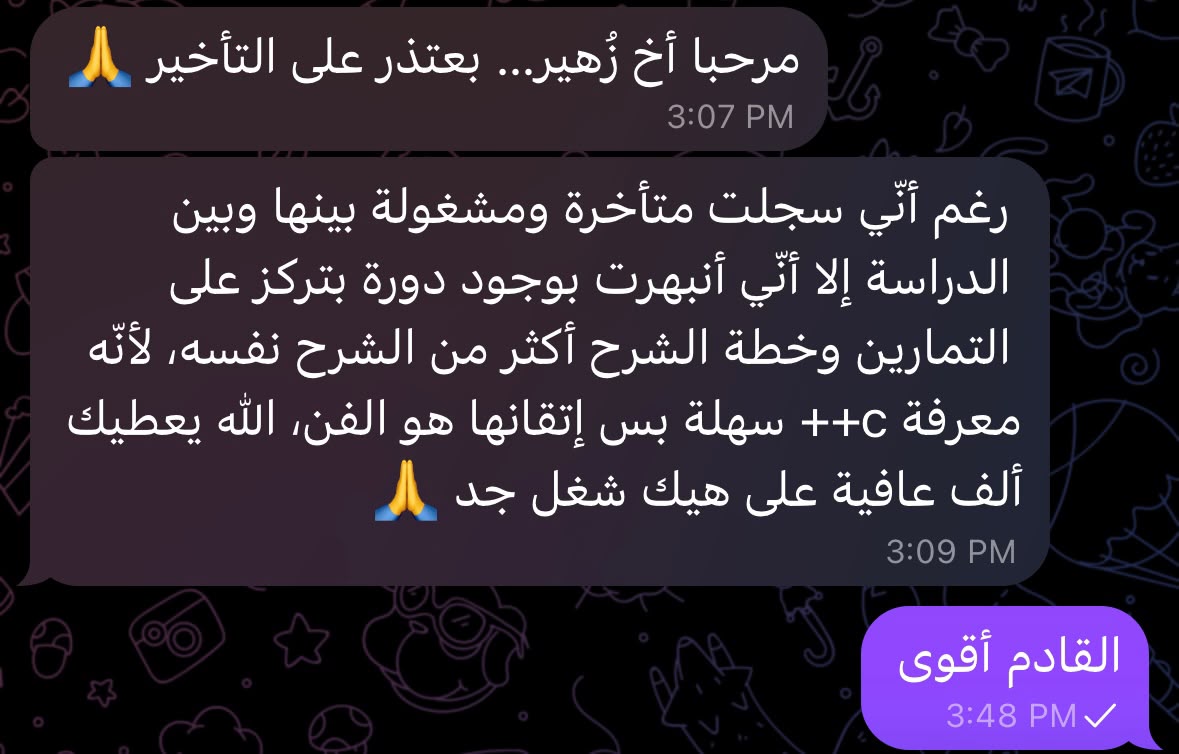 مرحبا أخ زُهير... بعتذر على التأخير 🙏
3:07 PM
رغم أنّي سجلت متأخرة ومشغولة بينها وبين
الدراسة إلا أنّي أنبهرت بوجود دورة بتركز على
التمارين وخطة الشرح أكثر من الشرح نفسه، لأنّه
معرفة c++ سهلة بس إتقانها هو الفن، الله يعطيك
ألف عافية على هيك شغل جد 🙏
3:09 PM
القادم أقوى
3:48 PM